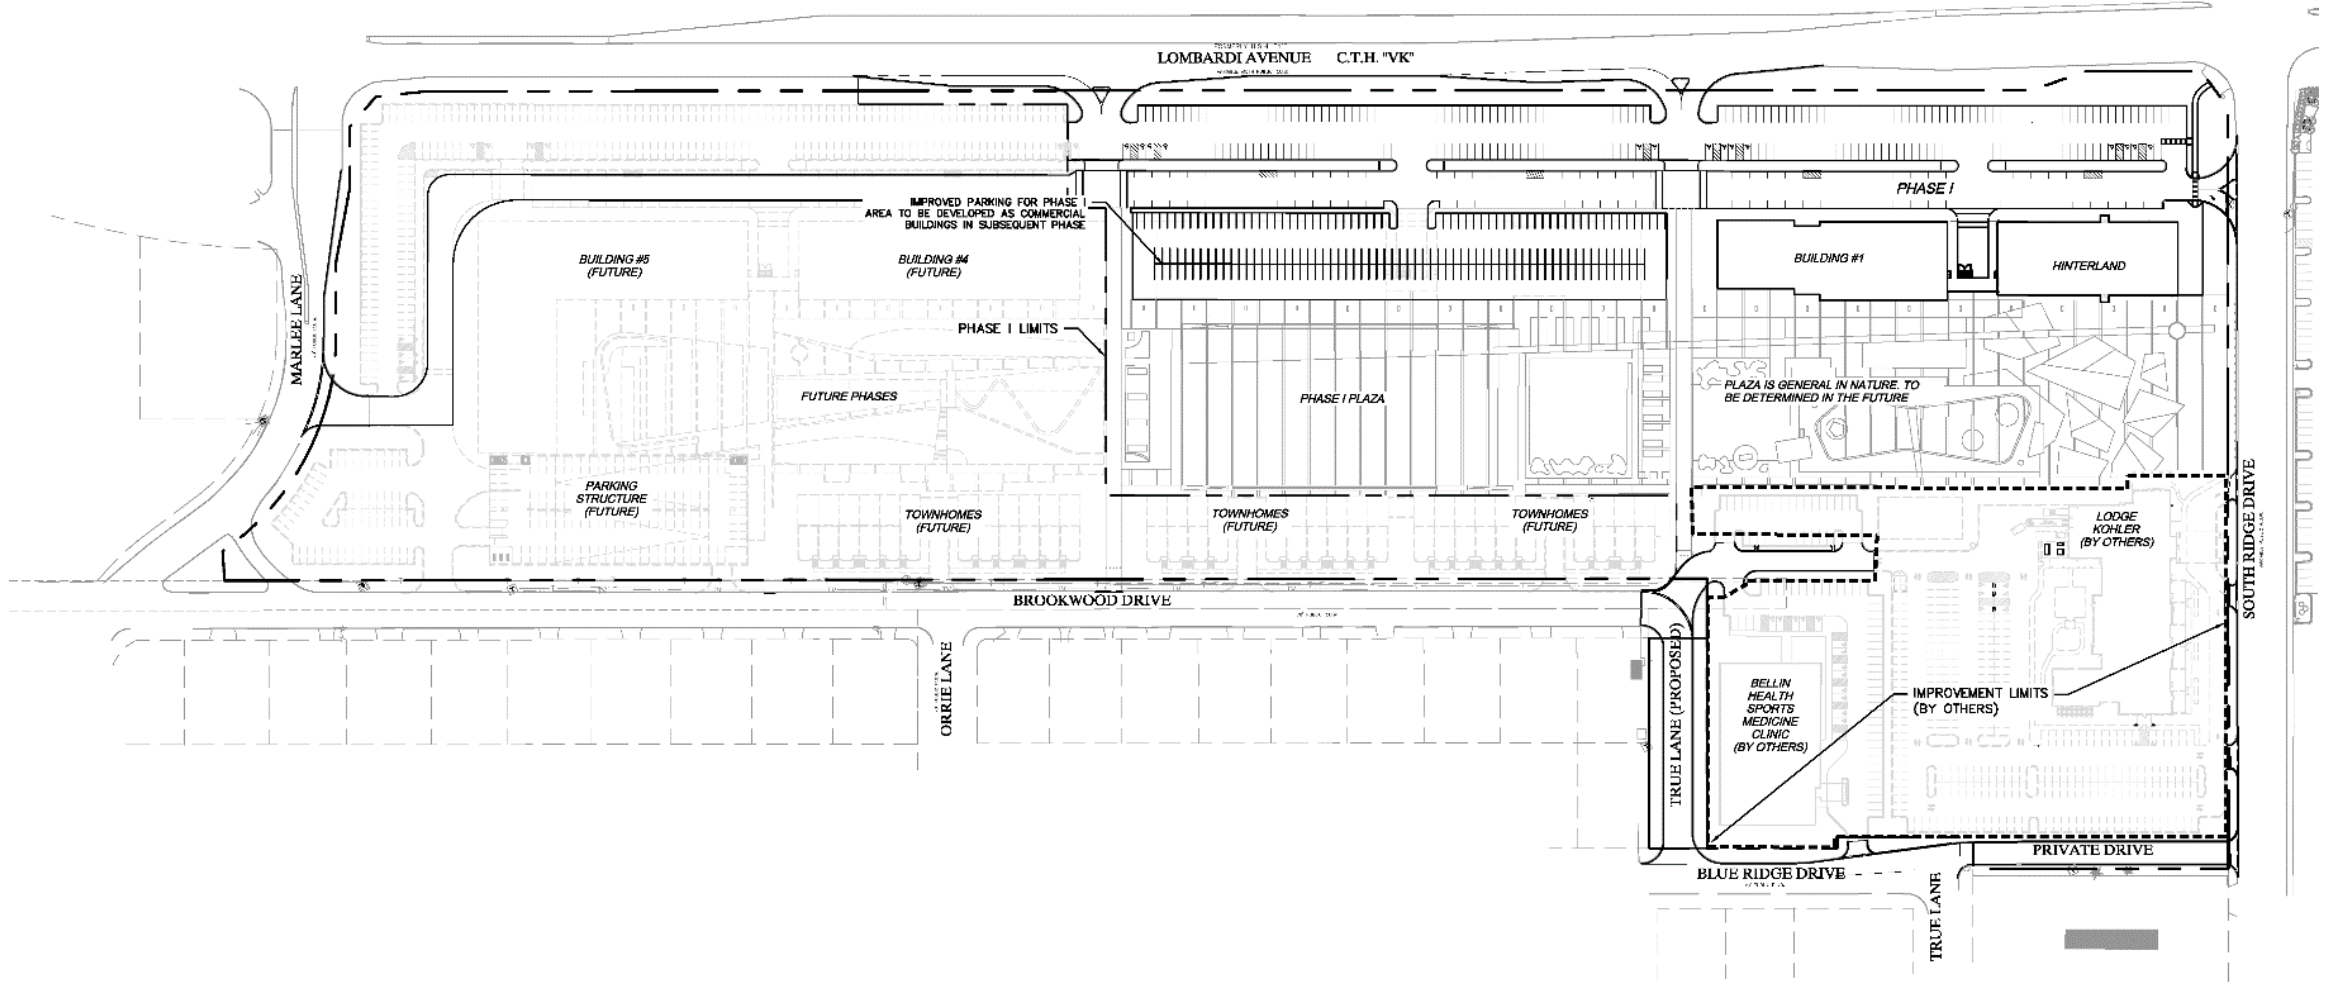 LOMBARDI AVENUE C.T.H. "VK"
PHASE I
IMPROVED PARKING FOR PHASE I
AREA TO BE DEVELOPED AS COMMERCIAL
BUILDINGS IN SUBSEQUENT PHASE
BUILDING #5
(FUTURE)
BUILDING #4
(FUTURE)
BUILDING #1
HINTERLAND
MARLEE LANE
PHASE I LIMITS
FUTURE PHASES
PHASE I PLAZA
PLAZA IS GENERAL IN NATURE. TO
BE DETERMINED IN THE FUTURE
PARKING
STRUCTURE
(FUTURE)
TOWNHOMES
(FUTURE)
TOWNHOMES
(FUTURE)
TOWNHOMES
(FUTURE)
LODGE
KOHLER
(BY OTHERS)
SOUTH RIDGE DRIVE
BROOKWOOD DRIVE
ORRIE LANE
TRUE LANE (PROPOSED)
BELLIN
HEALTH
SPORTS
MEDICINE
CLINIC
(BY OTHERS)
IMPROVEMENT LIMITS
(BY OTHERS)
PRIVATE DRIVE
BLUE RIDGE DRIVE
TRUE LANE